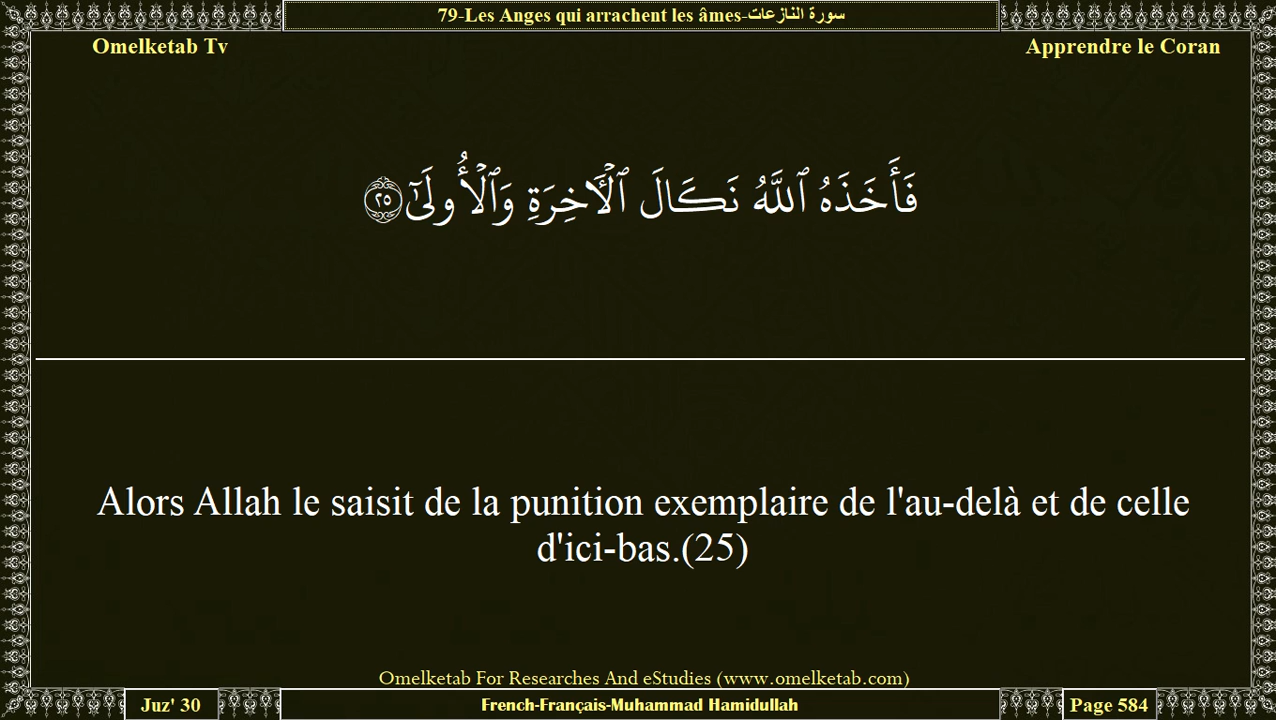 79-Les Anges qui arrachent les âmes-سورة النازعات
Omelketab Tv
Apprendre le Coran
فَأَخَذَهُ ٱللَّهُ نَكَالَ ٱلْأَخِرَةِ وَٱلْأُولَىٰٓ ٢٥
Alors Allah le saisit de la punition exemplaire de l'au-delà et de celle
d'ici-bas.(25)
Omelketab For Researches And eStudies (www.omelketab.com)
Juz' 30
French-Français-Muhammad Hamidullah
Page 584